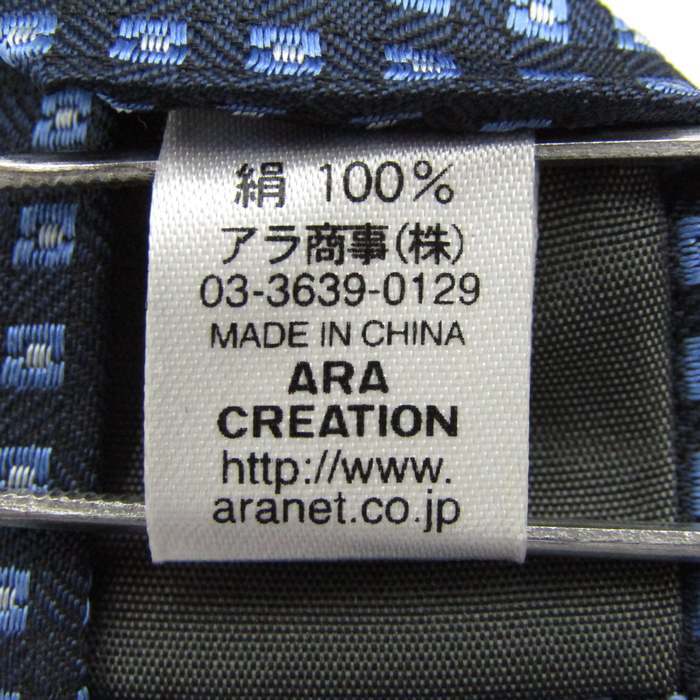 絹 100%
アラ商事(株)
03-3639-0129
MADE IN CHINA
ARA
CREATION
http://www.
aranet.co.jp